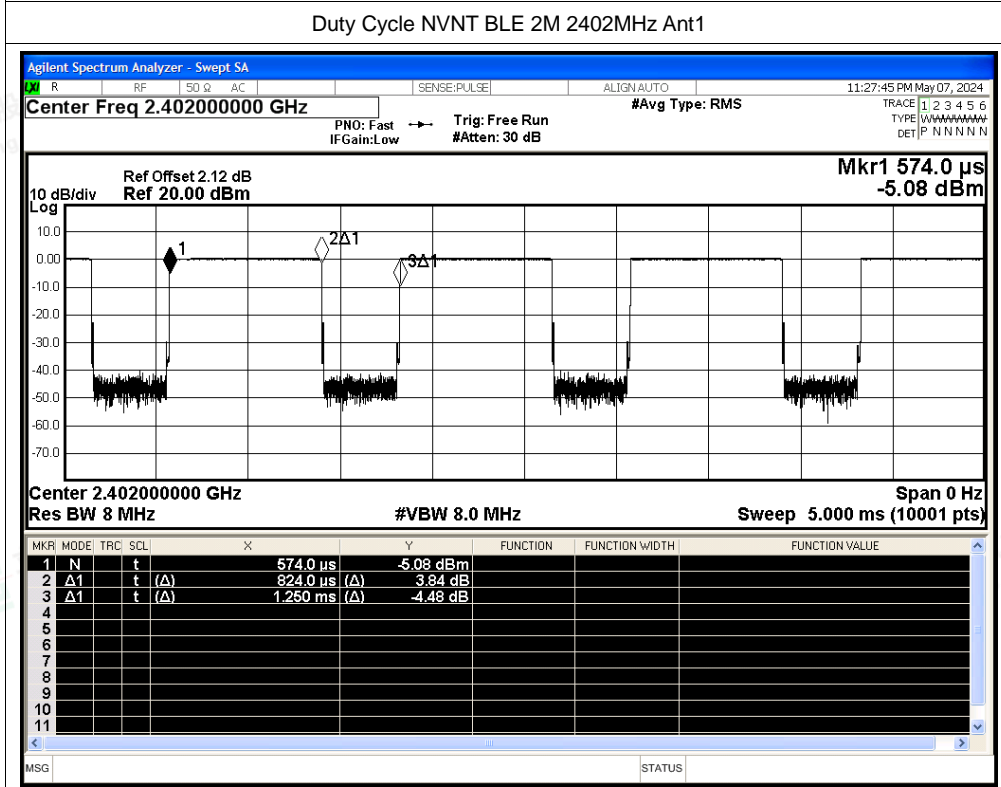 Duty Cycle NVNT BLE 2M 2402MHz Ant1
Agilent Spectrum Analyzer - Swept SA
LXI R RF 50 Ω AC SENSE:PULSE ALIGN AUTO 11:27:45 PM May 07, 2024
Center Freq 2.402000000 GHz #Avg Type: RMS TRACE 1 2 3 4 5 6
PNO: Fast Trig: Free Run TYPE WWWWWW
IFGain:Low #Atten: 30 dB DET P N N N N N
Mkr1 574.0 µs
Ref Offset 2.12 dB
10 dB/div Ref 20.00 dBm -5.08 dBm
Log
10.0
1 2Δ1
0.00 3Δ1
-10.0
-20.0
-30.0
-40.0
-50.0
-60.0
-70.0
Center 2.402000000 GHz Span 0 Hz
Res BW 8 MHz #VBW 8.0 MHz Sweep 5.000 ms (10001 pts)
MKR MODE TRC SCL X Y FUNCTION FUNCTION WIDTH FUNCTION VALUE
1 N t 574.0 µs -5.08 dBm
2 Δ1 t (Δ) 824.0 µs (Δ) 3.84 dB
3 Δ1 t (Δ) 1.250 ms (Δ) -4.48 dB
4
5
6
7
8
9
10
11
MSG STATUS